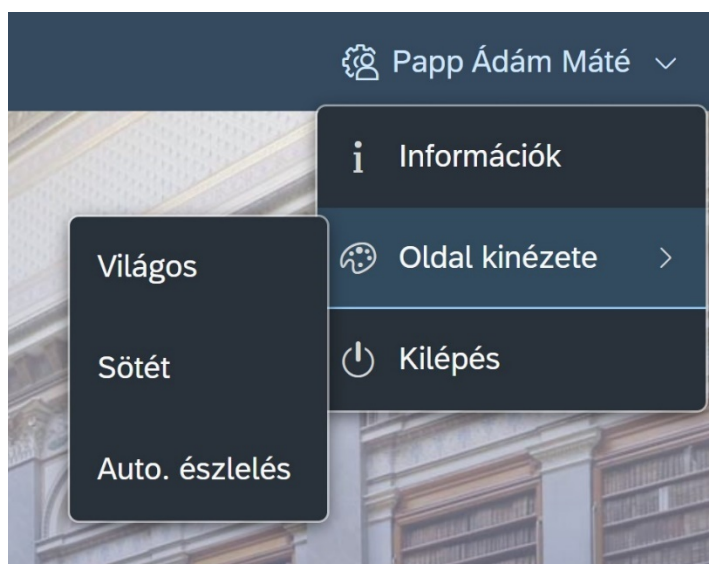 Papp Ádám Máté
Információk
Oldal kinézete
Kilépés
Világos
Sötét
Auto. észlelés